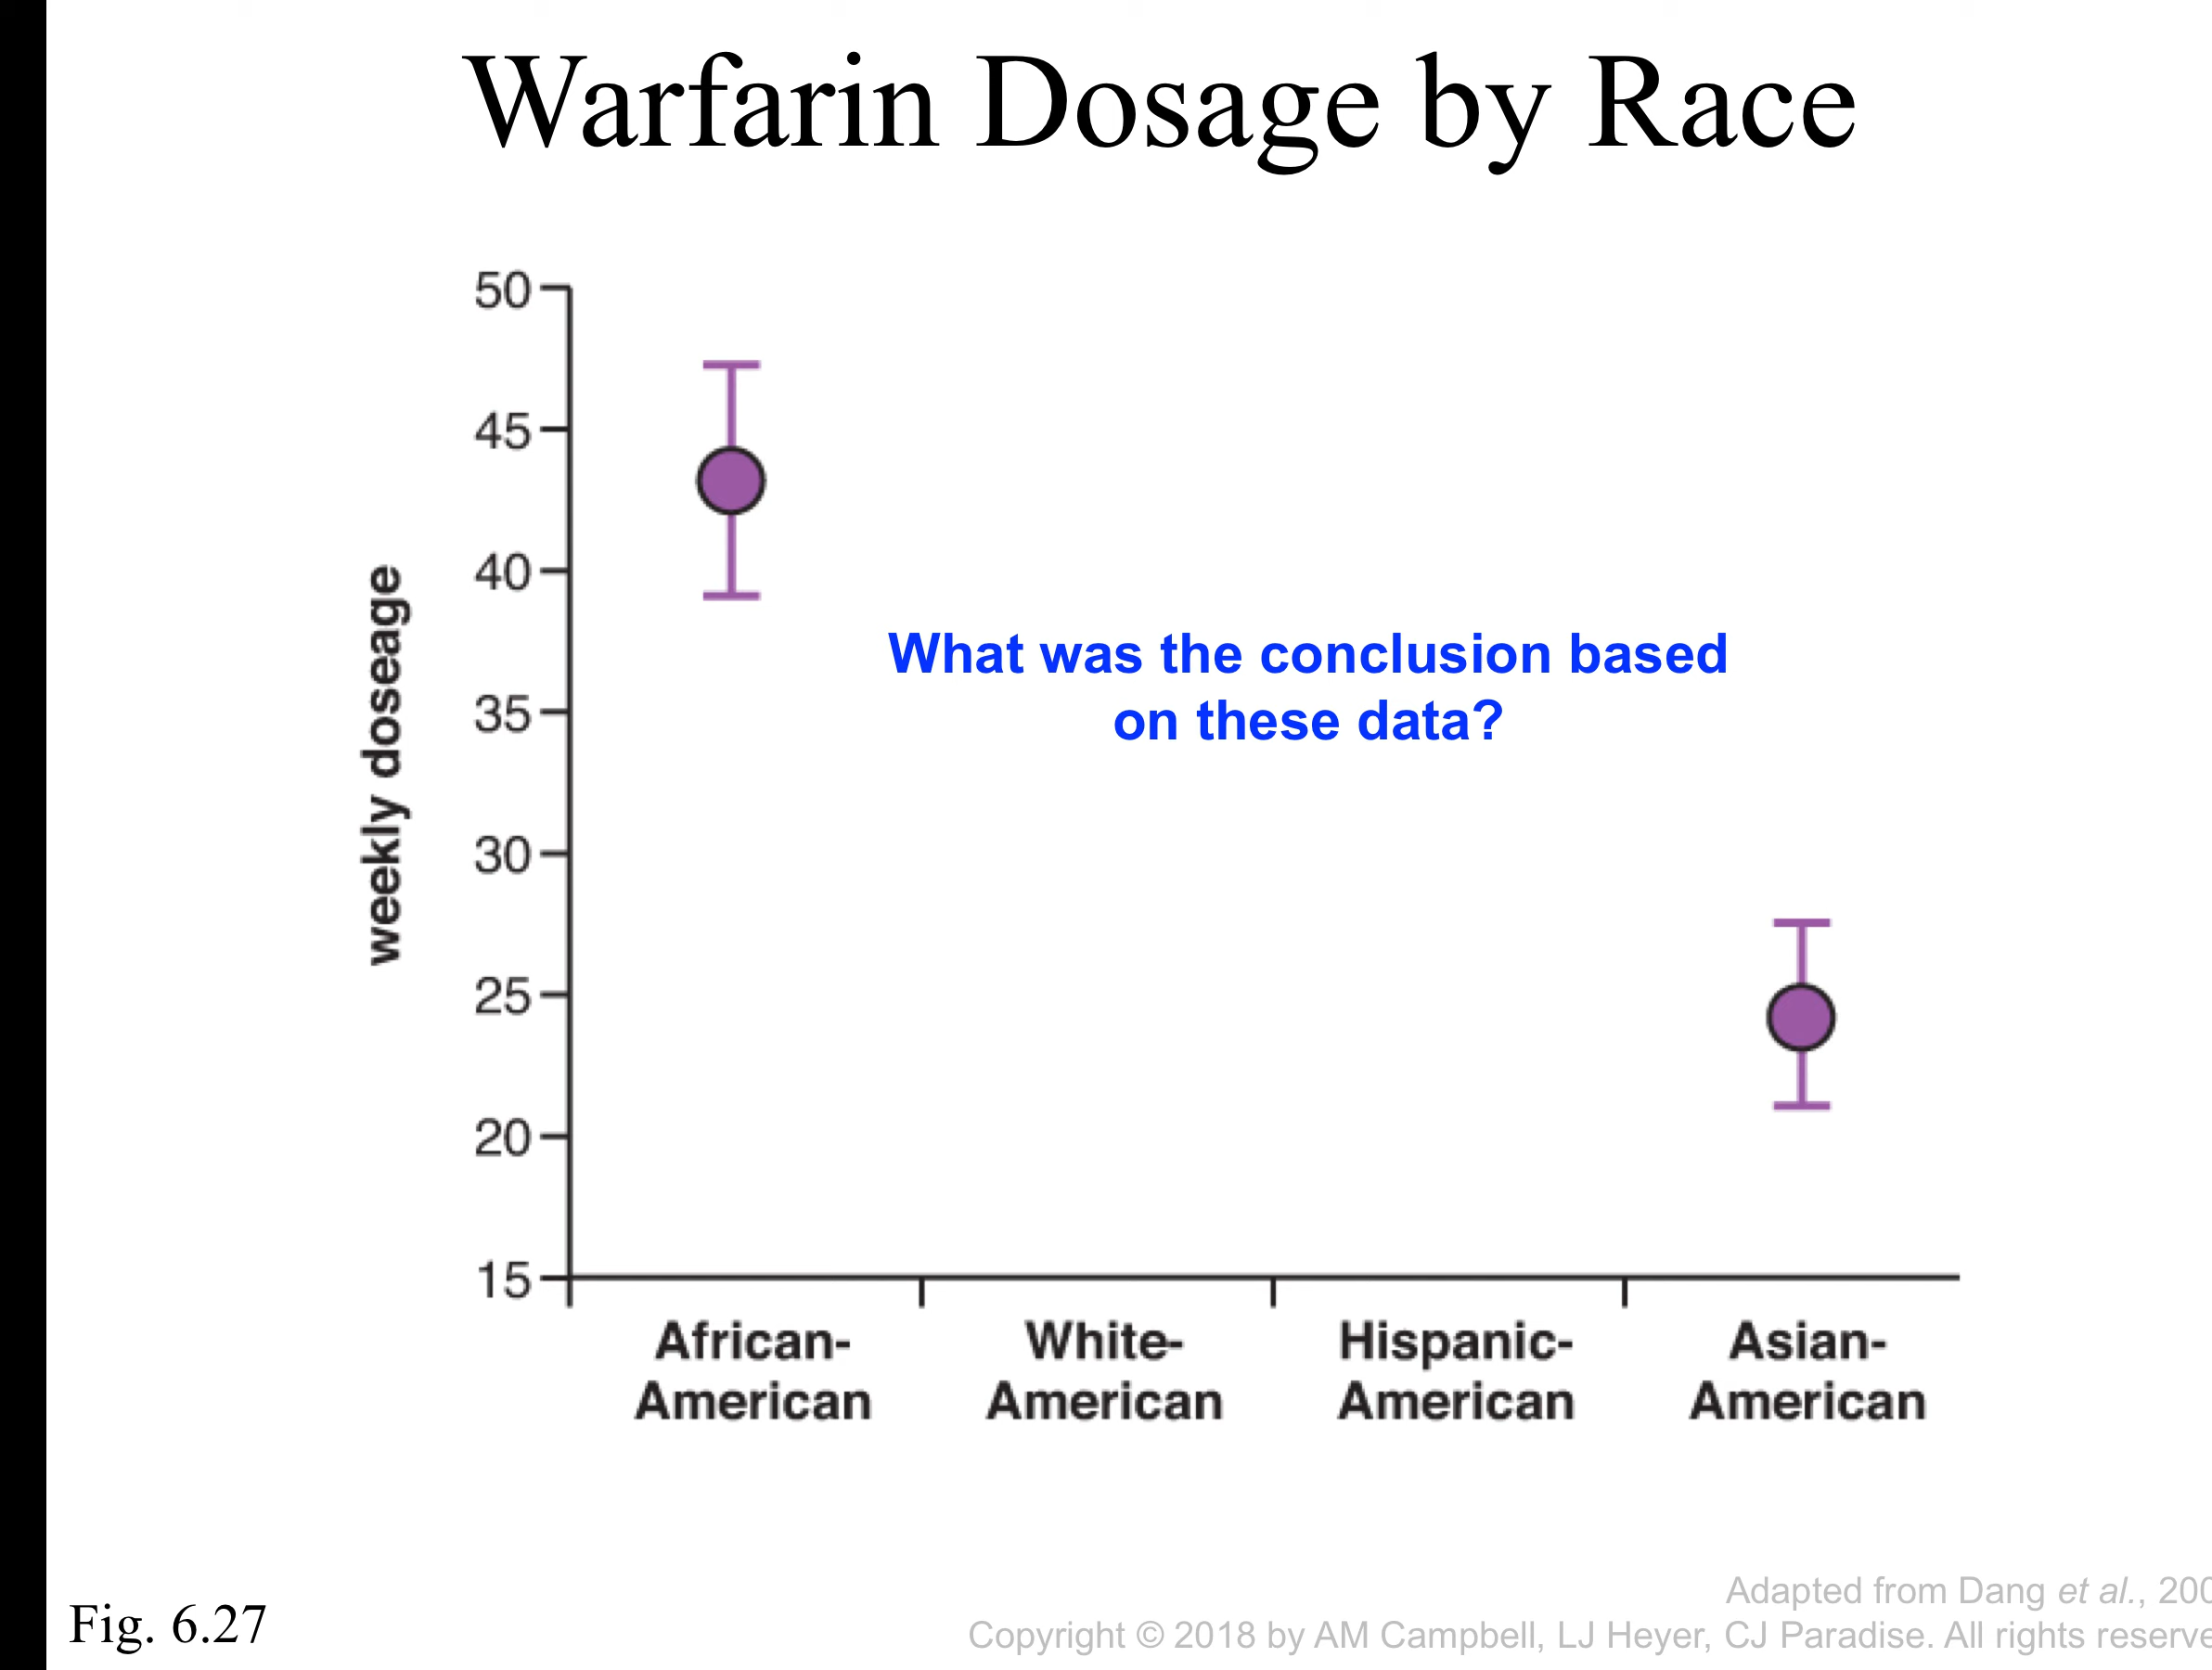 Warfarin Dosage by Race
50
45
40
35
30
25
20
15
weekly doseage
What was the conclusion based
on these data?
African-
American
White-
American
Hispanic-
American
Asian-
American
Adapted from Dang et al.,
Fig. 6.27
Copyright © 2018 by AM Campbell, LJ Heyer, CJ Paradise. All rights